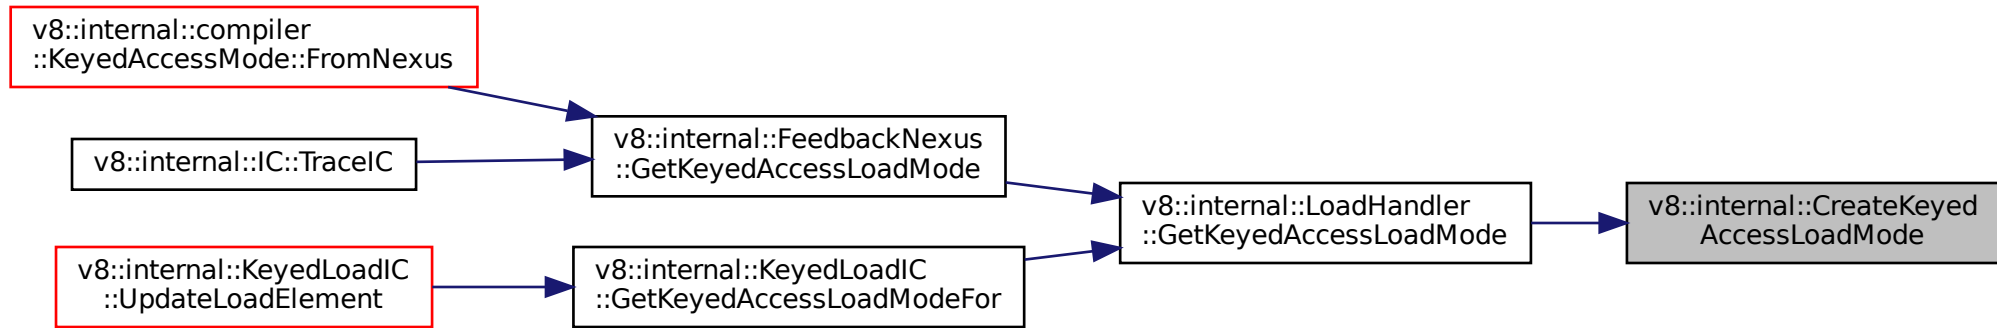 v8::internal::compiler
::KeyedAccessMode::FromNexus
v8::internal::IC::TraceIC
v8::internal::KeyedLoadIC
::UpdateLoadElement
v8::internal::FeedbackNexus
::GetKeyedAccessLoadMode
v8::internal::KeyedLoadIC
::GetKeyedAccessLoadModeFor
v8::internal::LoadHandler
::GetKeyedAccessLoadMode
v8::internal::CreateKeyed
AccessLoadMode